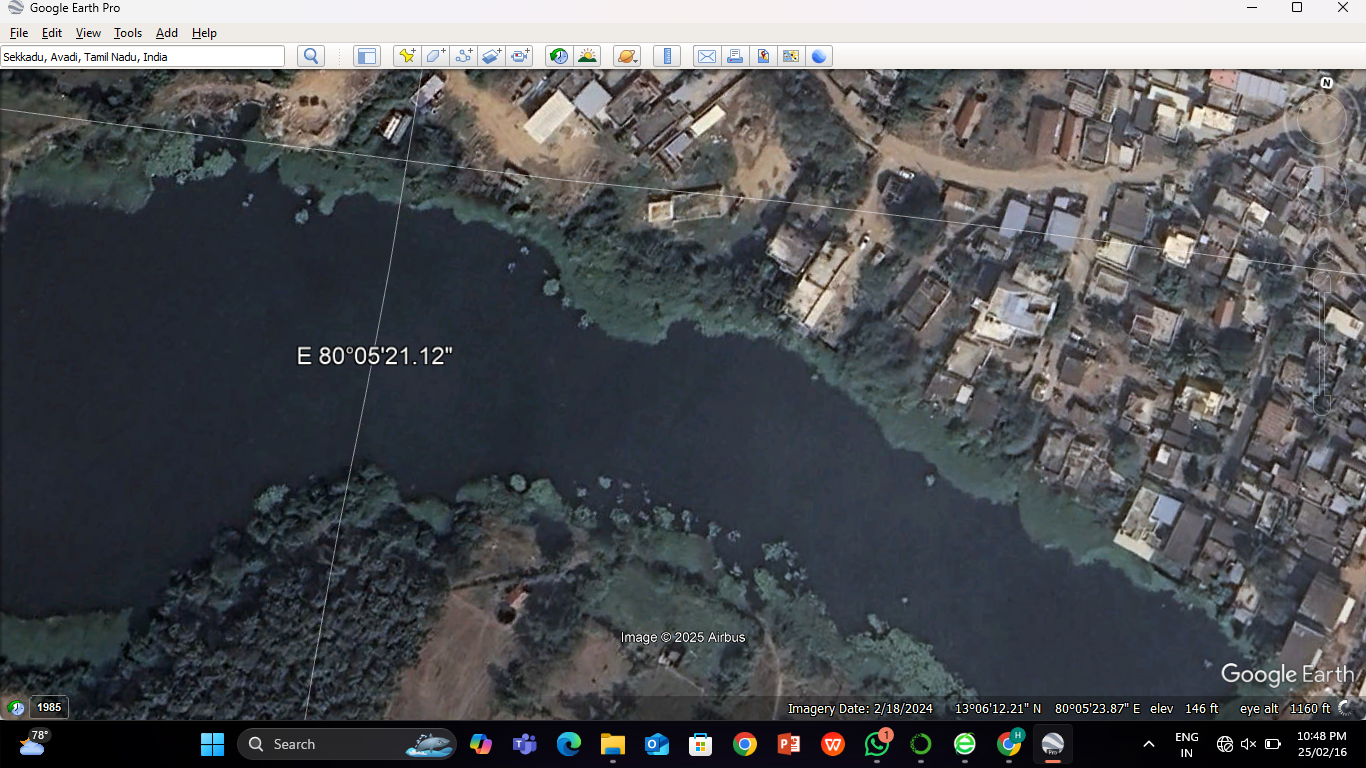 Google Earth Pro
File Edit View Tools Add Help
Sekkadu, Avadi, Tamil Nadu, India
N
E 80°05'21.12"
Image © 2025 Airbus
Google Earth
1985
Imagery Date: 2/18/2024 13°06'12.21" N 80°05'23.87" E elev 146 ft eye alt 1160 ft
78°
Search
1
H
Pro
ENG
IN
10:48 PM
25/02/16